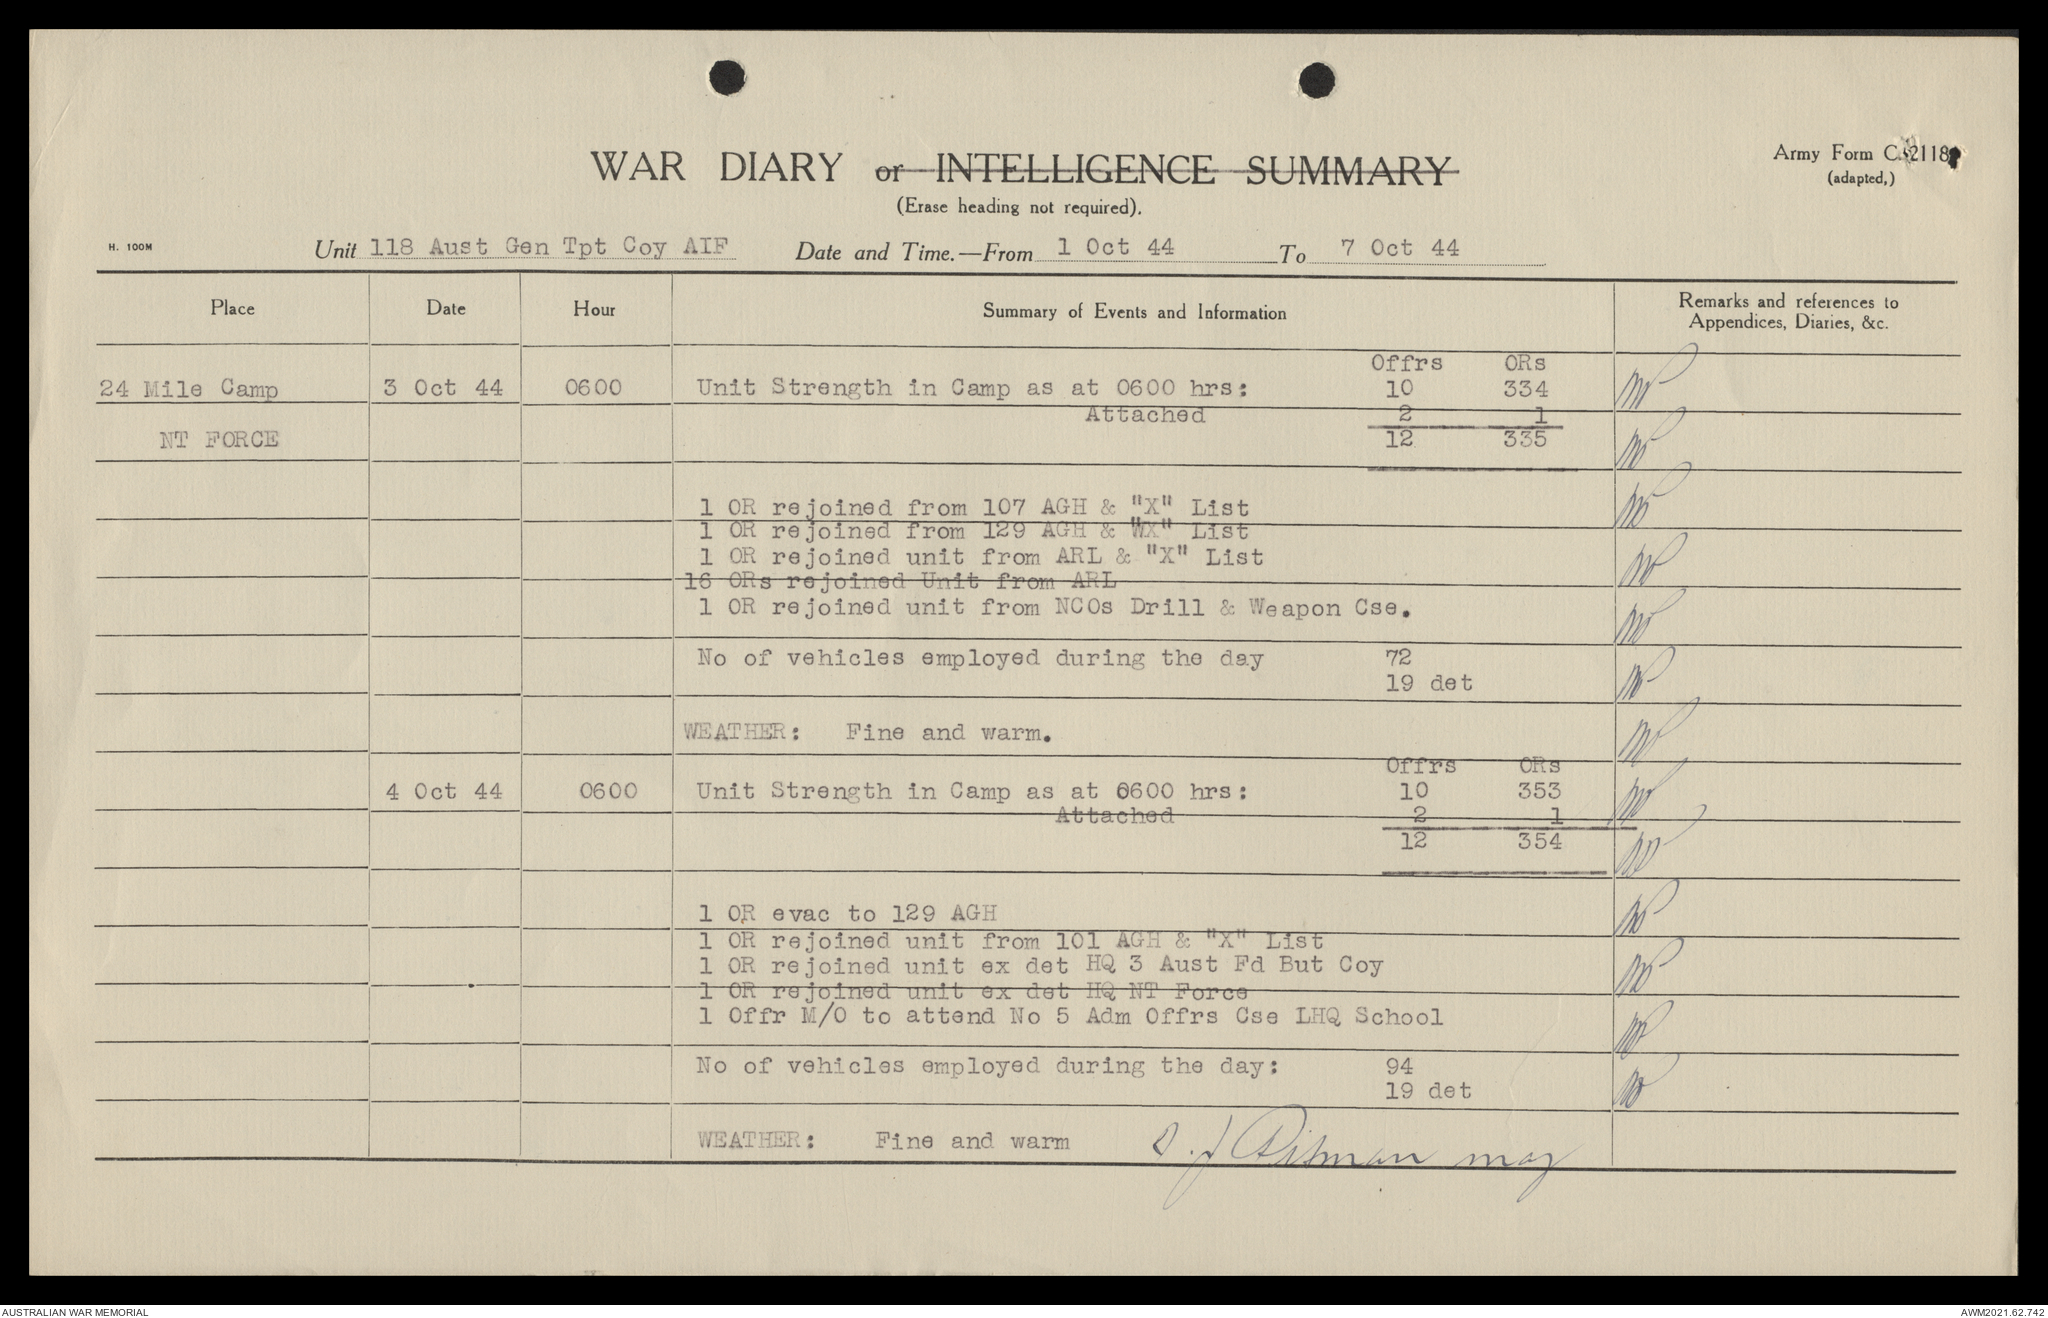 WAR DIARY or INTELLIGENCE SUMMARY
Army Form C. 2118
(adapted,)
(Erase heading not required).
H. 100M
Unit 118 Aust Gen Tpt Coy AIF Date and Time.—From 1 Oct 44 To 7 Oct 44
Place Date Hour Summary of Events and Information Remarks and references to
Appendices, Diaries, &c.
Offrs ORs
24 Mile Camp 3 Oct 44 0600 Unit Strength in Camp as at 0600 hrs: 10 334
Attached 2 1
NT FORCE 12 335
1 OR rejoined from 107 AGH & "X" List
1 OR rejoined from 129 AGH & "X" List
1 OR rejoined unit from ARL & "X" List
16 ORs rejoined Unit from ARL
1 OR rejoined unit from NCOs Drill & Weapon Cse.
No of vehicles employed during the day 72
19 det
WEATHER: Fine and warm.
Offrs ORs
4 Oct 44 0600 Unit Strength in Camp as at 0600 hrs: 10 353
Attached 2 1
12 354
1 OR evac to 129 AGH
1 OR rejoined unit from 101 AGH & "X" List
1 OR rejoined unit ex det HQ 3 Aust Fd But Coy
1 OR rejoined unit ex det HQ NT Force
1 Offr M/O to attend No 5 Adm Offrs Cse LHQ School
No of vehicles employed during the day: 94
19 det
WEATHER: Fine and warm
Pitman maj
AUSTRALIAN WAR MEMORIAL
AWM2021.62.742